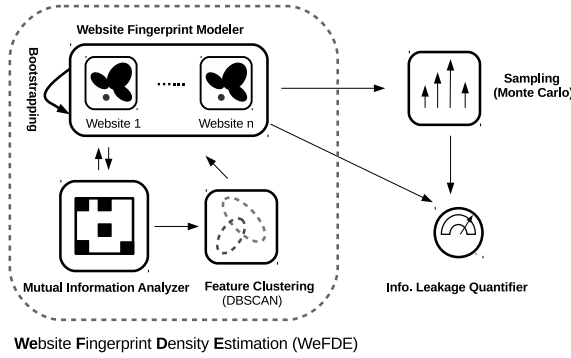 Website Fingerprint Modeler
Bootstrapping
Website 1
Website n
Sampling
(Monte Carlo)
Mutual Information Analyzer
Feature Clustering
(DBSCAN)
Info. Leakage Quantifier
Website Fingerprint Density Estimation (WeFDE)